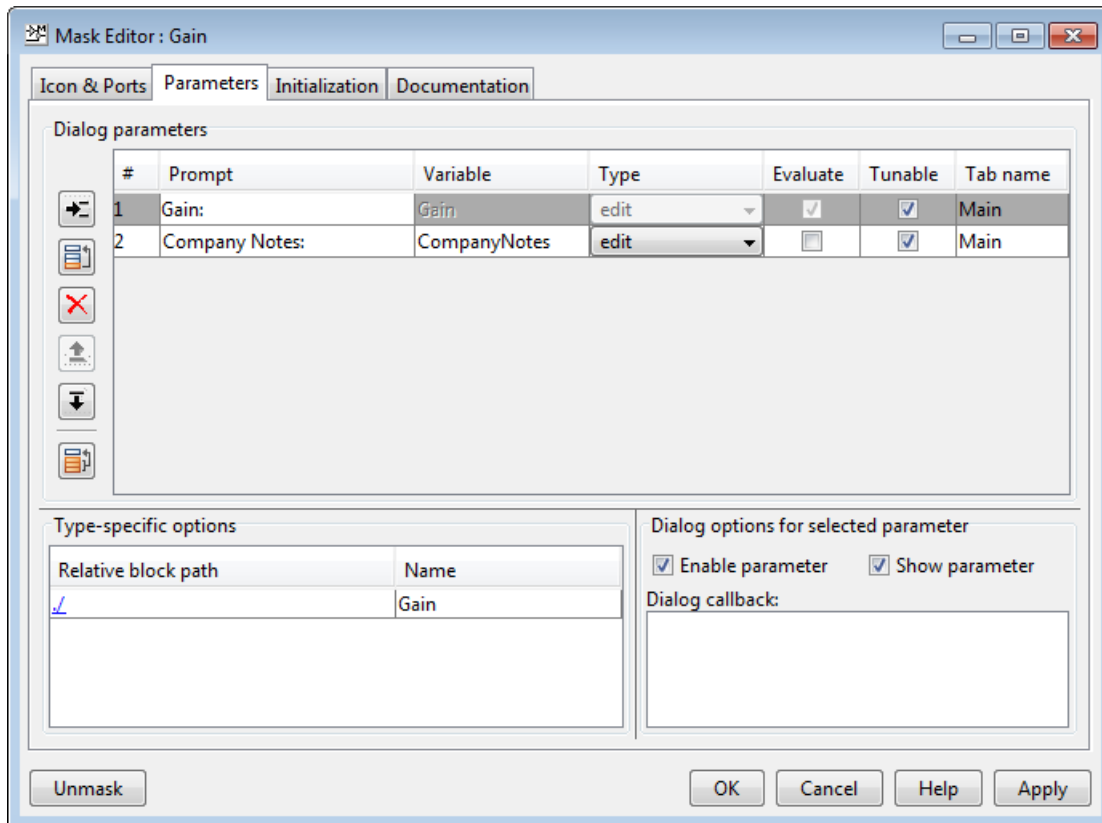 Mask Editor : Gain
Icon & Ports Parameters Initialization Documentation
Dialog parameters
# Prompt Variable Type Evaluate Tunable Tab name
1 Gain: Gain edit Main
2 Company Notes: CompanyNotes edit Main
Type-specific options
Relative block path Name
./ Gain
Dialog options for selected parameter
Enable parameter Show parameter
Dialog callback:
Unmask OK Cancel Help Apply